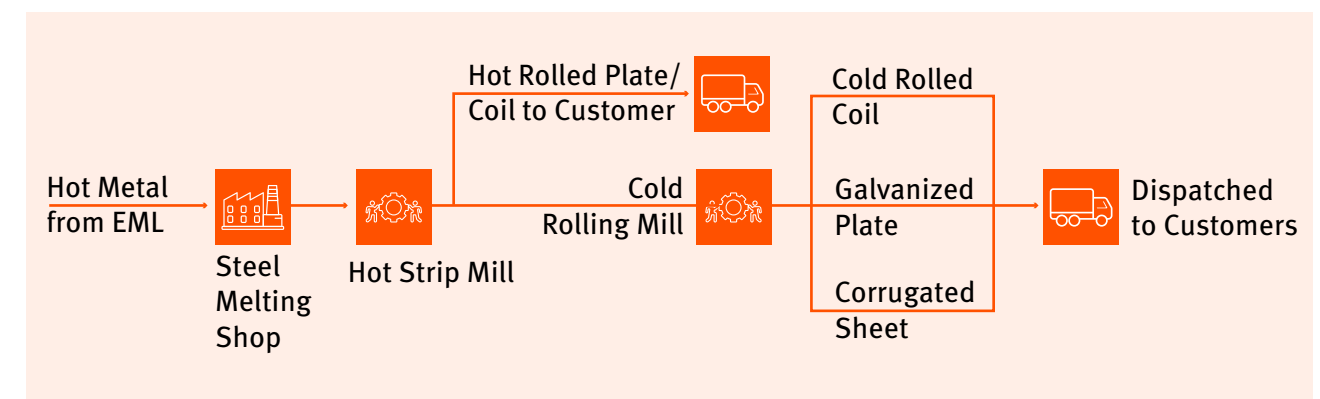 Hot Metal
from EML
Steel
Melting
Shop
Hot Strip Mill
Hot Rolled Plate/
Coil to Customer
Cold
Rolling Mill
Cold Rolled
Coil
Galvanized
Plate
Corrugated
Sheet
Dispatched
to Customers